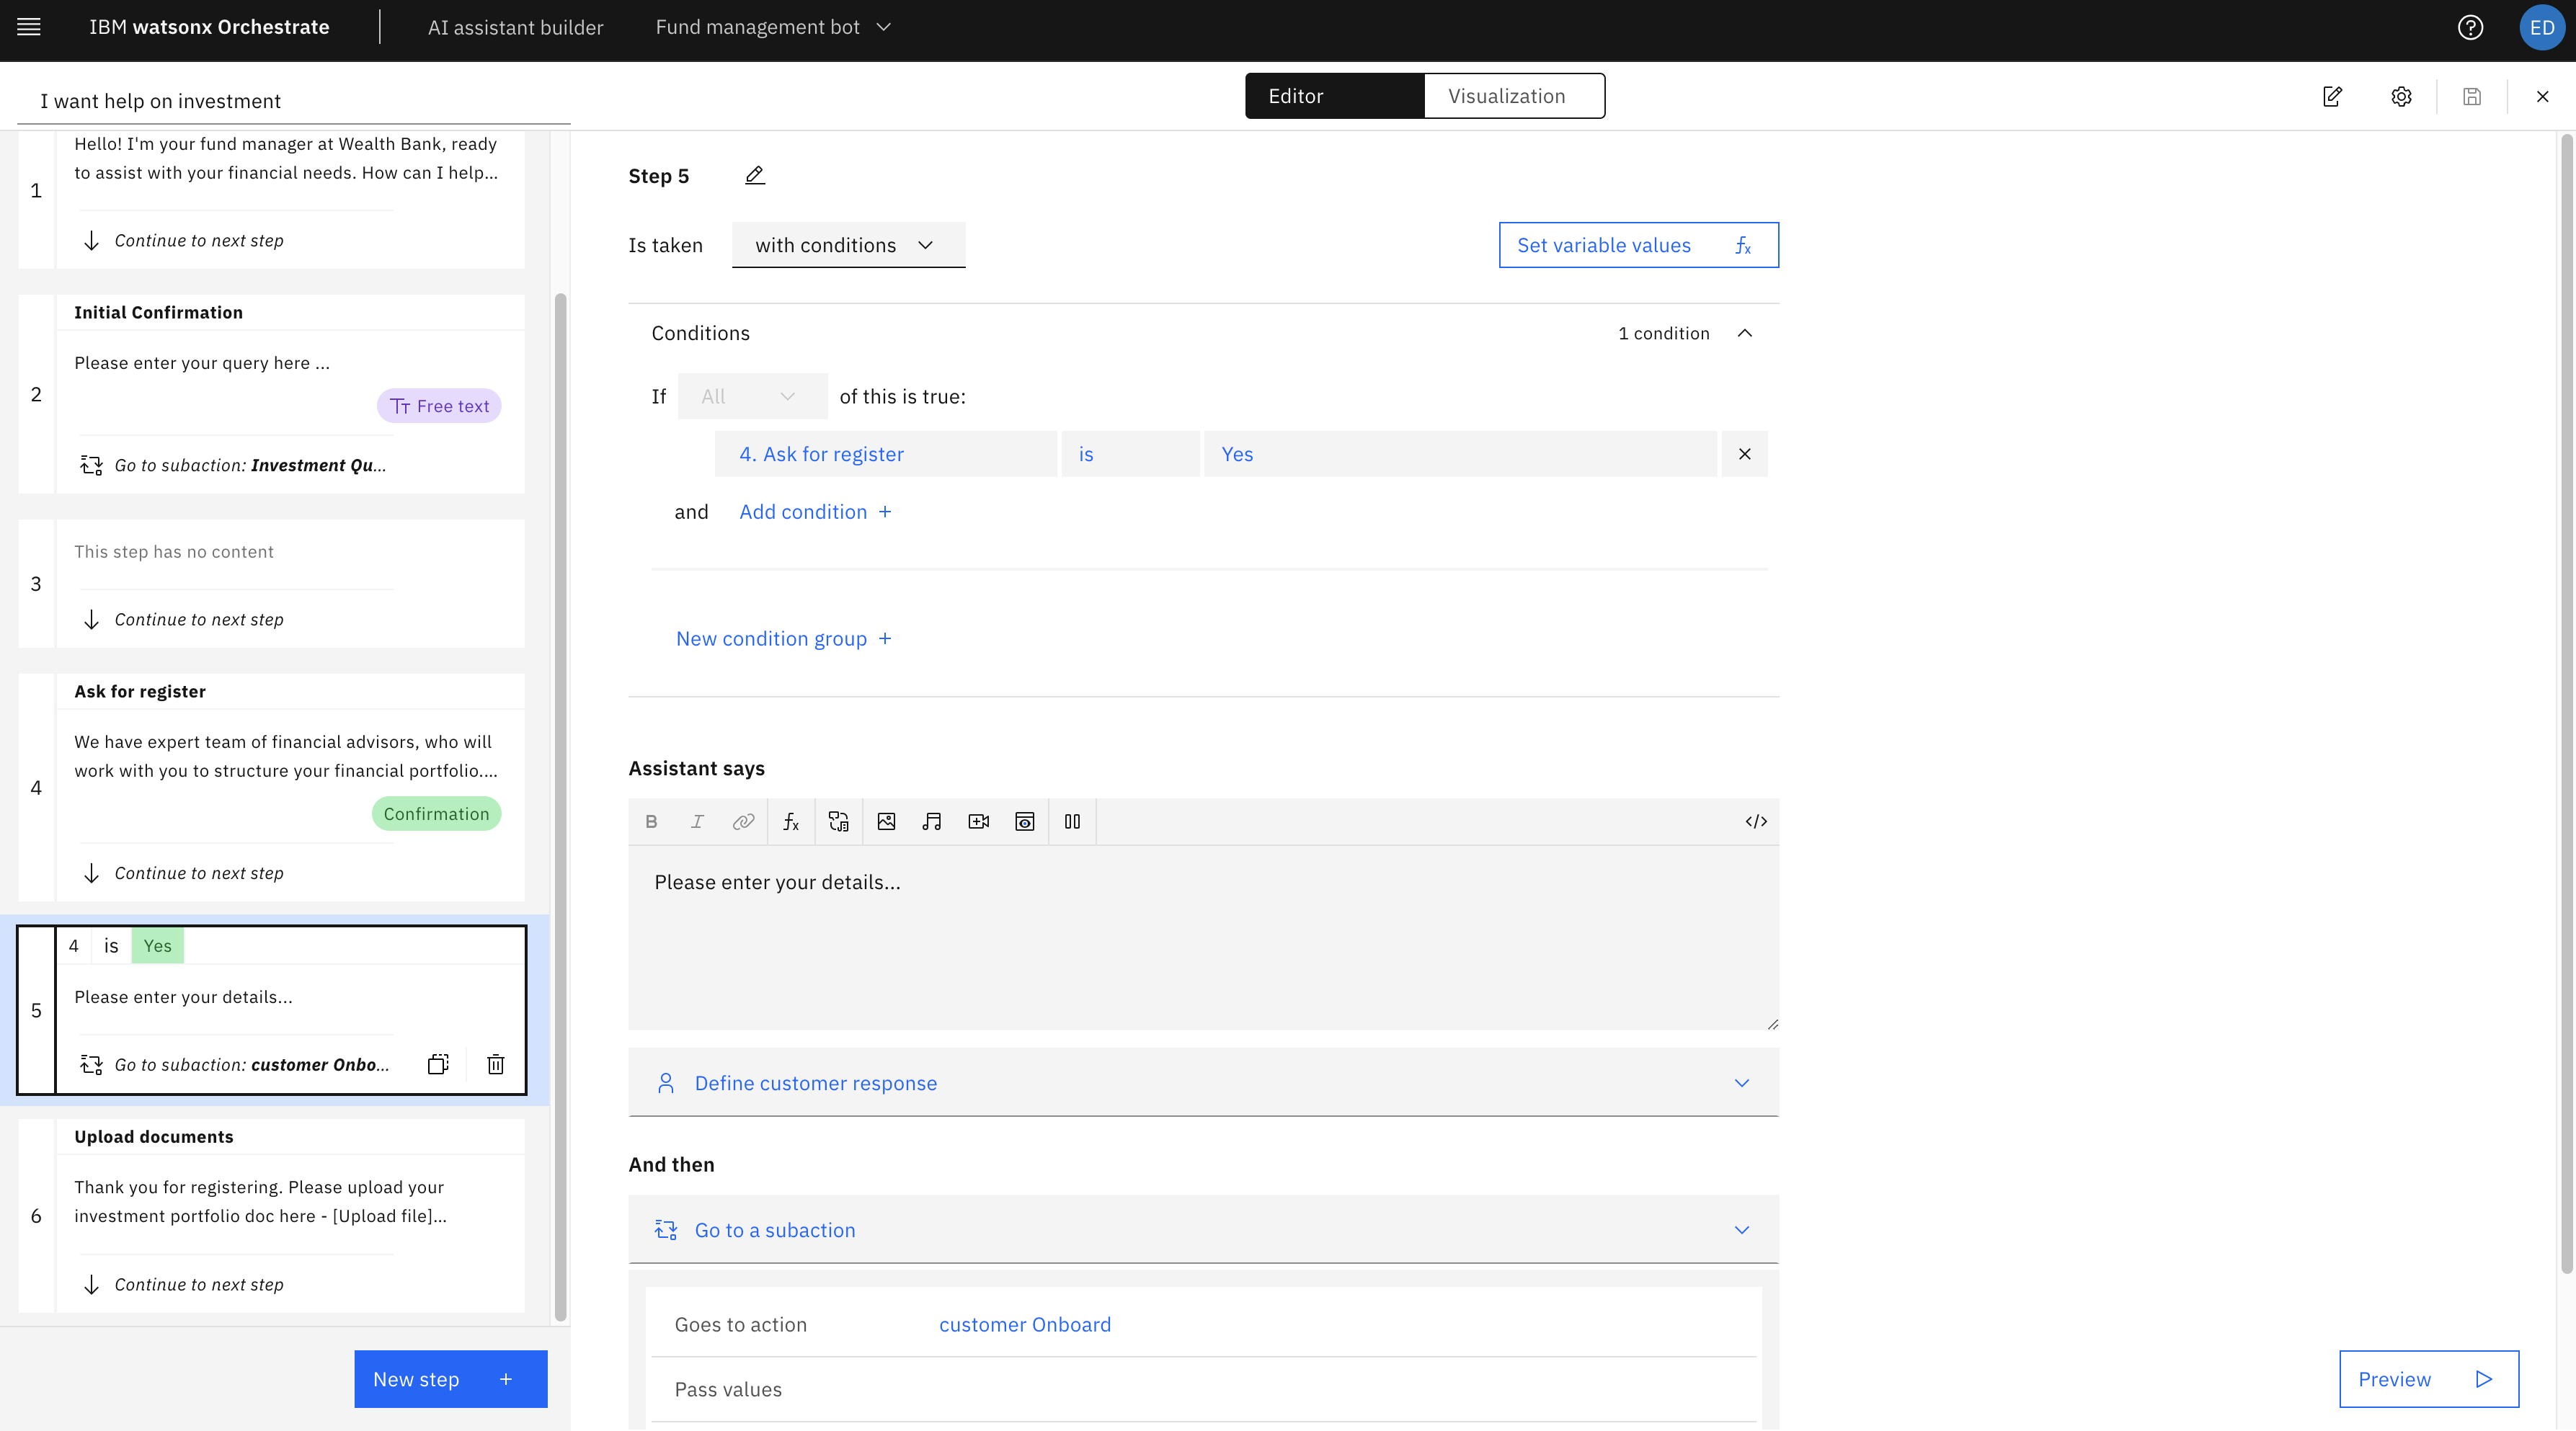 IBM watsonx Orchestrate
AI assistant builder
Fund management bot
ED
I want help on investment
Editor
Visualization
1
Hello! I'm your fund manager at Wealth Bank, ready
to assist with your financial needs. How can I help...
Continue to next step
2
Initial Confirmation
Please enter your query here ...
Free text
Go to subaction: Investment Qu...
3
This step has no content
Continue to next step
4
Ask for register
We have expert team of financial advisors, who will
work with you to structure your financial portfolio....
Confirmation
Continue to next step
5
4 is Yes
Please enter your details...
Go to subaction: customer Onbo...
6
Upload documents
Thank you for registering. Please upload your
investment portfolio doc here - [Upload file]...
Continue to next step
New step +
Step 5
Is taken with conditions
Set variable values fx
Conditions
1 condition
If All of this is true:
4. Ask for register is Yes
and Add condition +
New condition group +
Assistant says
B I fx </>
Please enter your details...
Define customer response
And then
Go to a subaction
Goes to action customer Onboard
Pass values
Preview